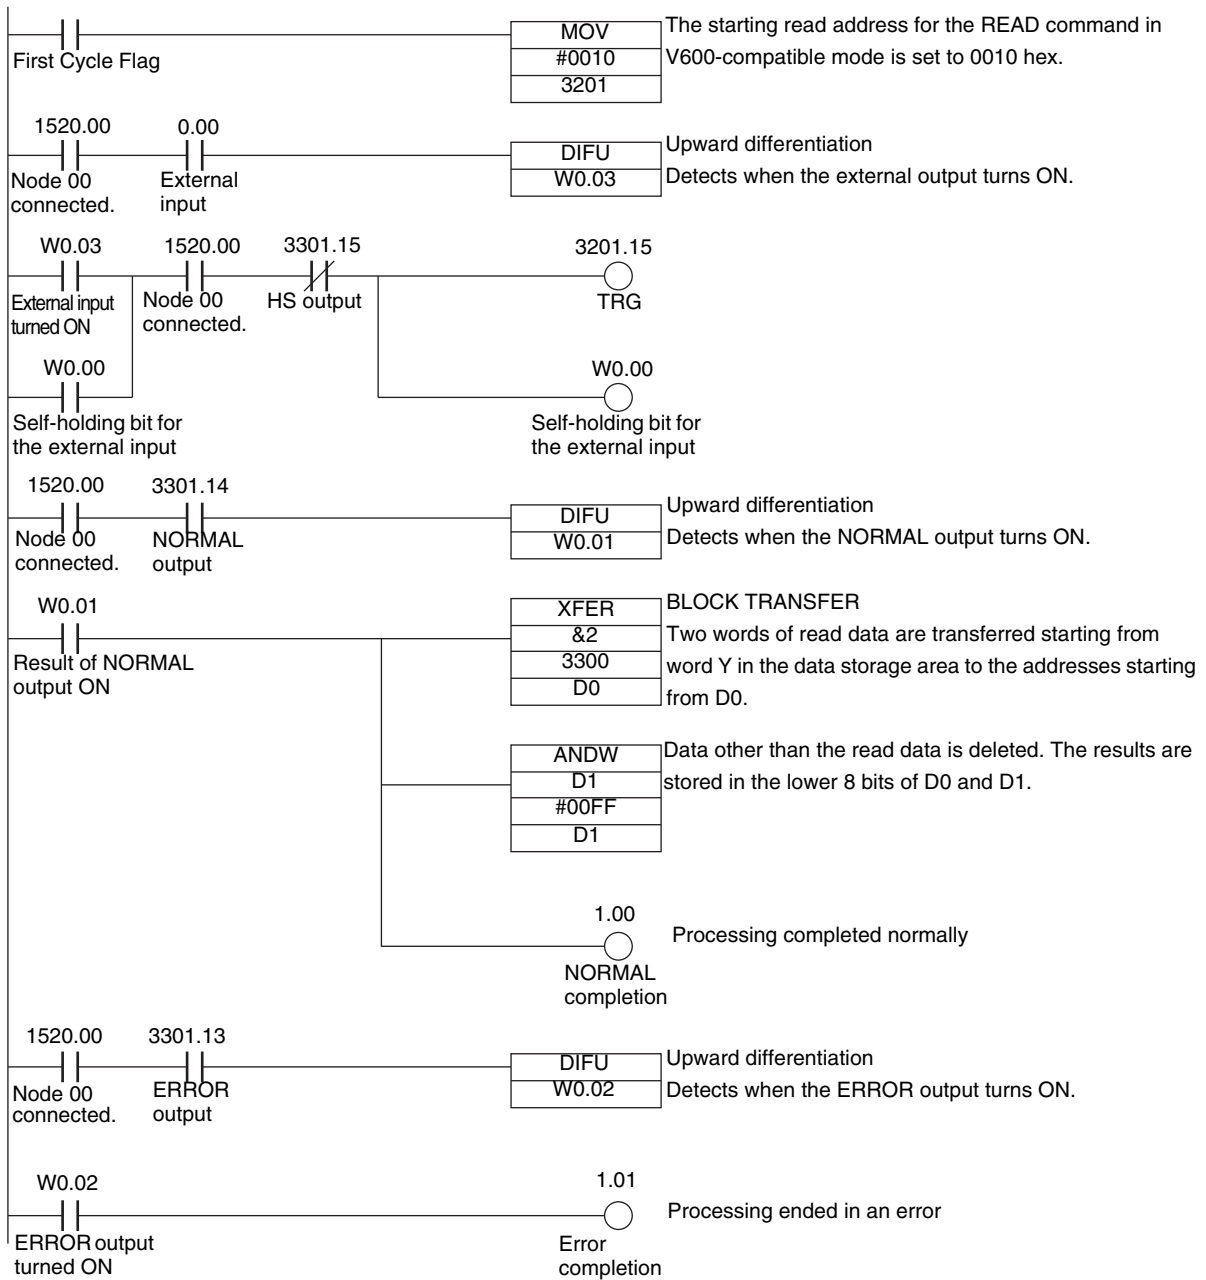 MOV
The starting read address for the READ command in
First Cycle Flag
#0010
V600-compatible mode is set to 0010 hex.
3201
1520.00 0.00
DIFU
Upward differentiation
Node 00
connected.
External
input
W0.03
Detects when the external output turns ON.
W0.03 1520.00 3301.15 3201.15
External input
turned ON
Node 00
connected.
HS output
TRG
W0.00 W0.00
Self-holding bit for
the external input
Self-holding bit for
the external input
1520.00 3301.14
DIFU
Upward differentiation
Node 00
connected.
NORMAL
output
W0.01
Detects when the NORMAL output turns ON.
W0.01
XFER
BLOCK TRANSFER
Result of NORMAL
output ON
&2
3300
D0
Two words of read data are transferred starting from
word Y in the data storage area to the addresses starting
from D0.
ANDW
D1
#00FF
D1
Data other than the read data is deleted. The results are
stored in the lower 8 bits of D0 and D1.
1.00
Processing completed normally
NORMAL
completion
1520.00 3301.13
DIFU
Upward differentiation
Node 00
connected.
ERROR
output
W0.02
Detects when the ERROR output turns ON.
W0.02 1.01
Processing ended in an error
ERROR output
turned ON
Error
completion